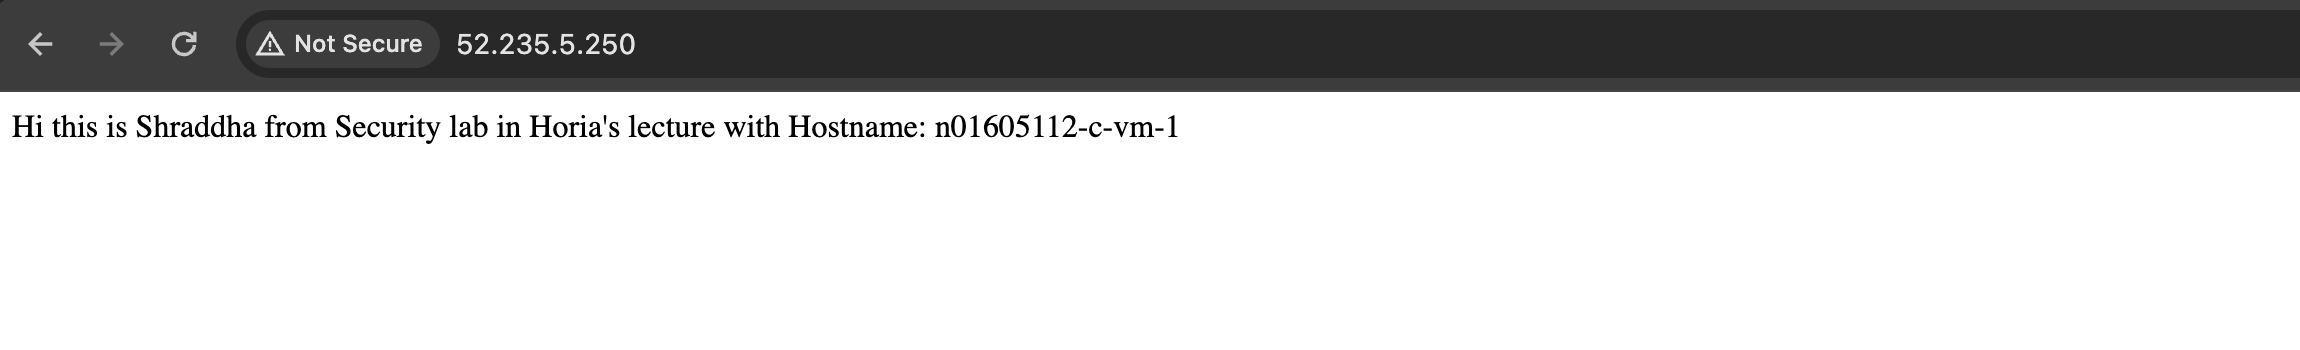 Not Secure 52.235.5.250
Hi this is Shraddha from Security lab in Horia's lecture with Hostname: n01605112-c-vm-1